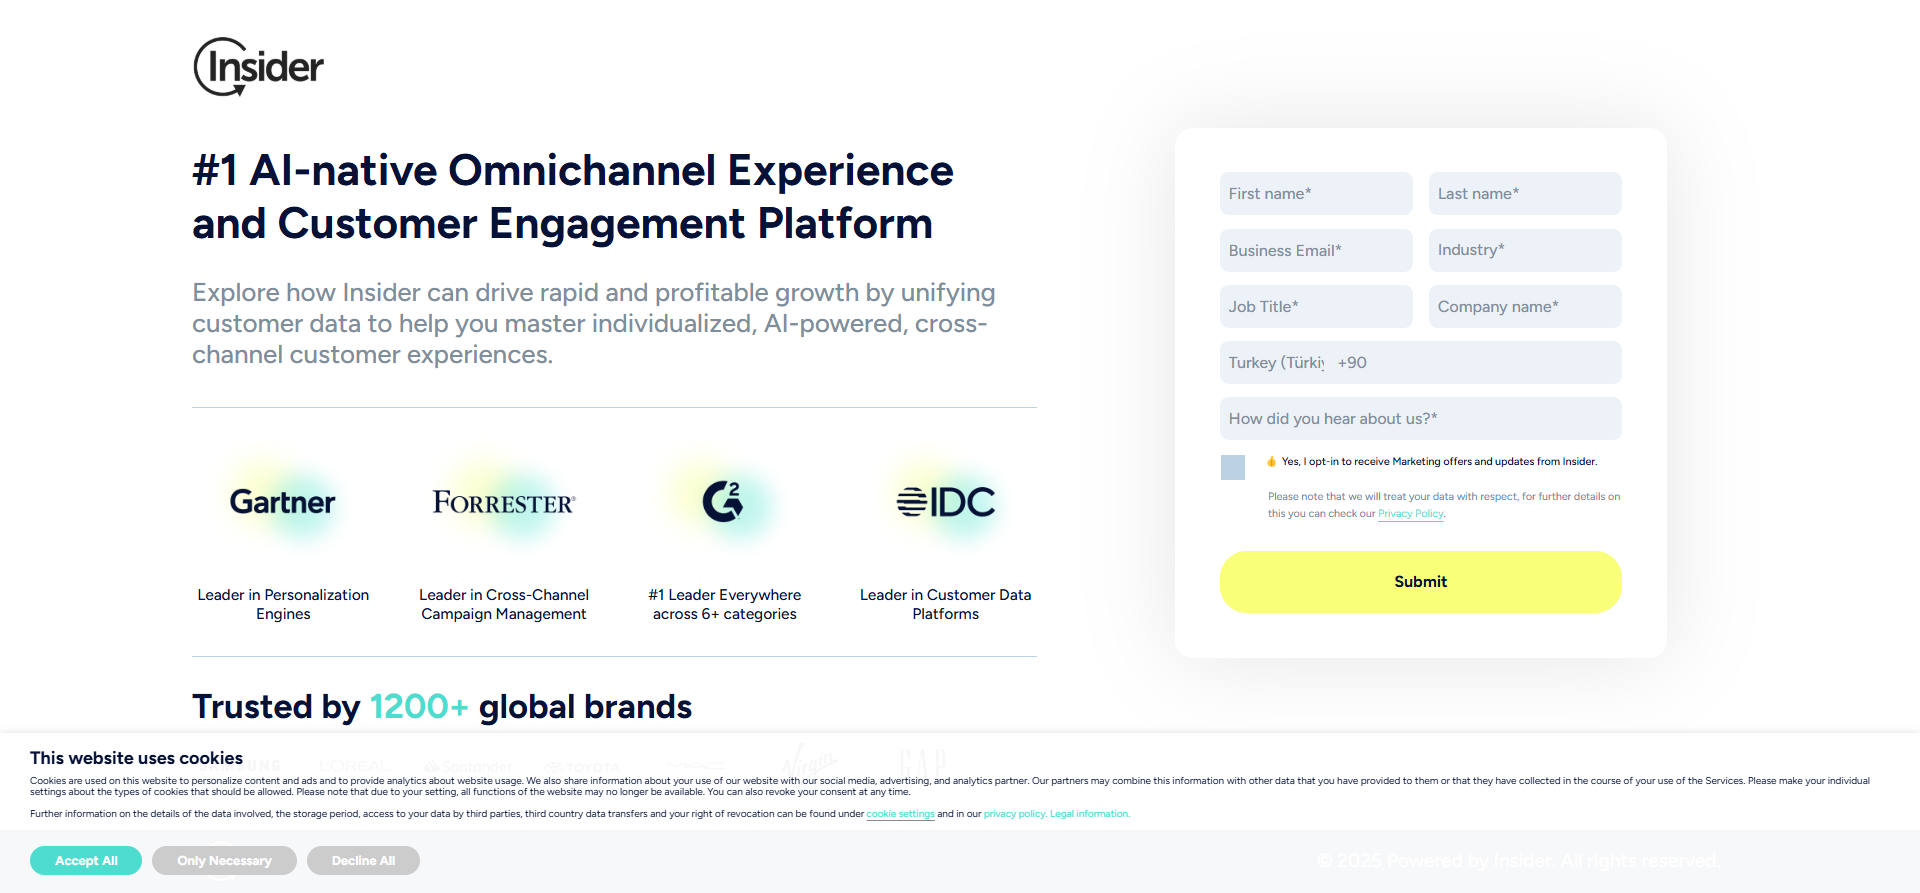 Insider
#1 AI-native Omnichannel Experience
and Customer Engagement Platform
Explore how Insider can drive rapid and profitable growth by unifying
customer data to help you master individualized, AI-powered, cross-
channel customer experiences.
Gartner
FORRESTER®
G2
IDC
Leader in Personalization
Engines
Leader in Cross-Channel
Campaign Management
#1 Leader Everywhere
across 6+ categories
Leader in Customer Data
Platforms
Trusted by 1200+ global brands
First name*
Last name*
Business Email*
Industry*
Job Title*
Company name*
Turkey (Türkiy
+90
How did you hear about us?*
👍 Yes, I opt-in to receive Marketing offers and updates from Insider.
Please note that we will treat your data with respect, for further details on
this you can check our Privacy Policy.
Submit
L'ORÉAL
Santander
TOYOTA
Virgin
GAP
This website uses cookies
Cookies are used on this website to personalize content and ads and to provide analytics about website usage. We also share information about your use of our website with our social media, advertising, and analytics partner. Our partners may combine this information with other data that you have provided to them or that they have collected in the course of your use of the Services. Please make your individual
settings about the types of cookies that should be allowed. Please note that due to your setting, all functions of the website may no longer be available. You can also revoke your consent at any time.
Further information on the details of the data involved, the storage period, access to your data by third parties, third country data transfers and your right of revocation can be found under cookie settings and in our privacy policy. Legal information.
Accept All
Only Necessary
Decline All
© 2025 Powered by Insider. All rights reserved.